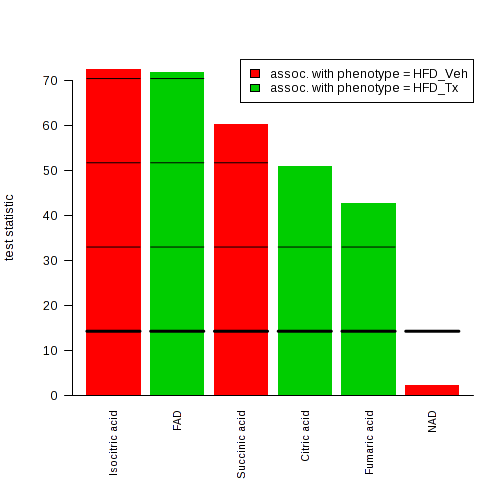 assoc. with phenotype = HFD_Veh
assoc. with phenotype = HFD_Tx
test statistic
70
60
50
40
30
20
10
0
Isocitric acid
FAD
Succinic acid
Citric acid
Fumaric acid
NAD